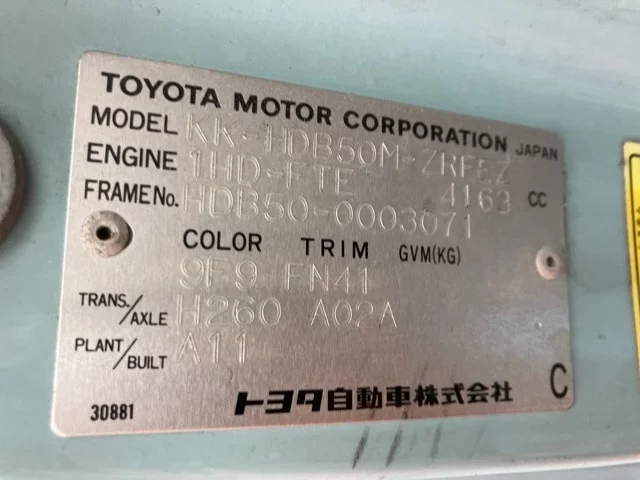 TOYOTA MOTOR CORPORATION JAPAN
MODEL KK-HDB50M-ZRFEZ
ENGINE 1HD-FTE 4163 CC
FRAME No. HDB50-0003071
COLOR TRIM GVM(KG)
9F9 FN41
TRANS./AXLE H260 A02A
PLANT/BUILT A11
30881 トヨタ自動車株式会社 C